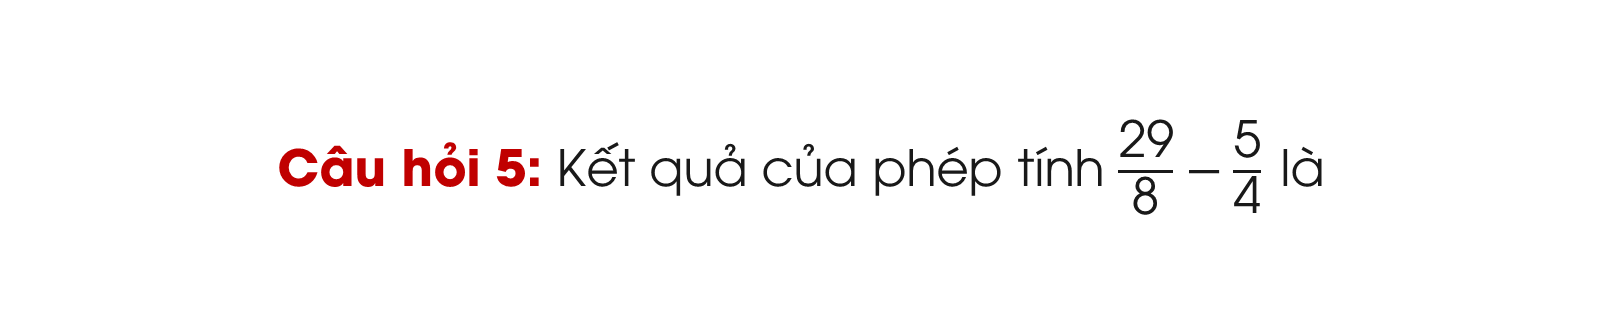 Câu hỏi 5: Kết quả của phép tính 29/8 − 5/4 là